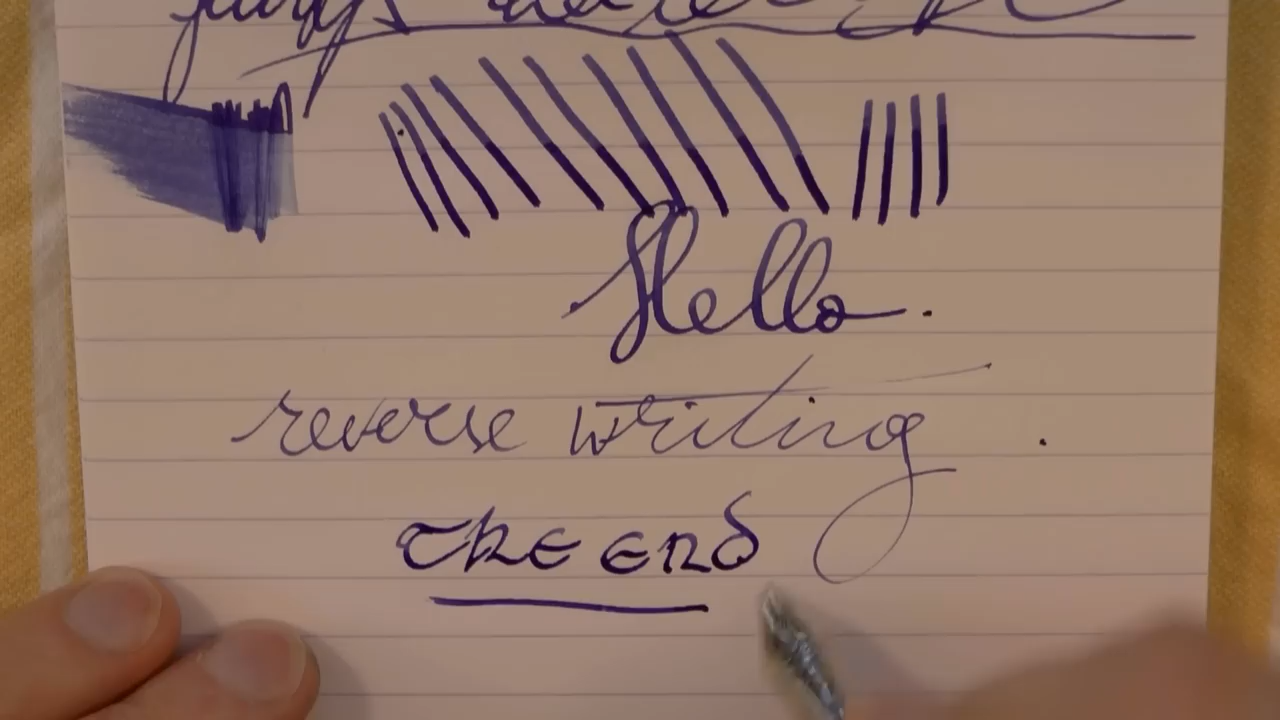 Hello.
reverse writing.
the end